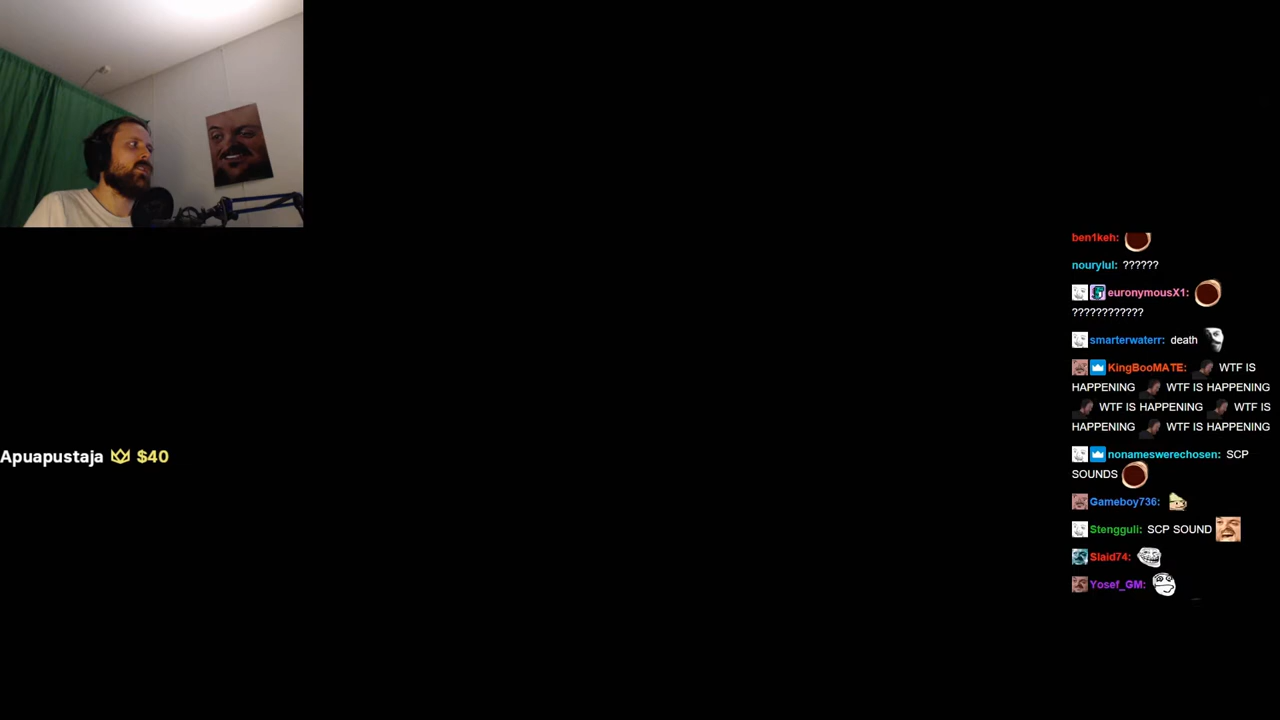 ben1keh:
nourylul: ??????
euronymousX1:
????????????
smarterwaterr: death
KingBooMATE: WTF IS
HAPPENING WTF IS HAPPENING
WTF IS HAPPENING WTF IS
HAPPENING WTF IS HAPPENING
Apuapustaja $40
nonameswerechosen: SCP
SOUNDS
Gameboy736:
Stengguli: SCP SOUND
Slaid74:
Yosef_GM: